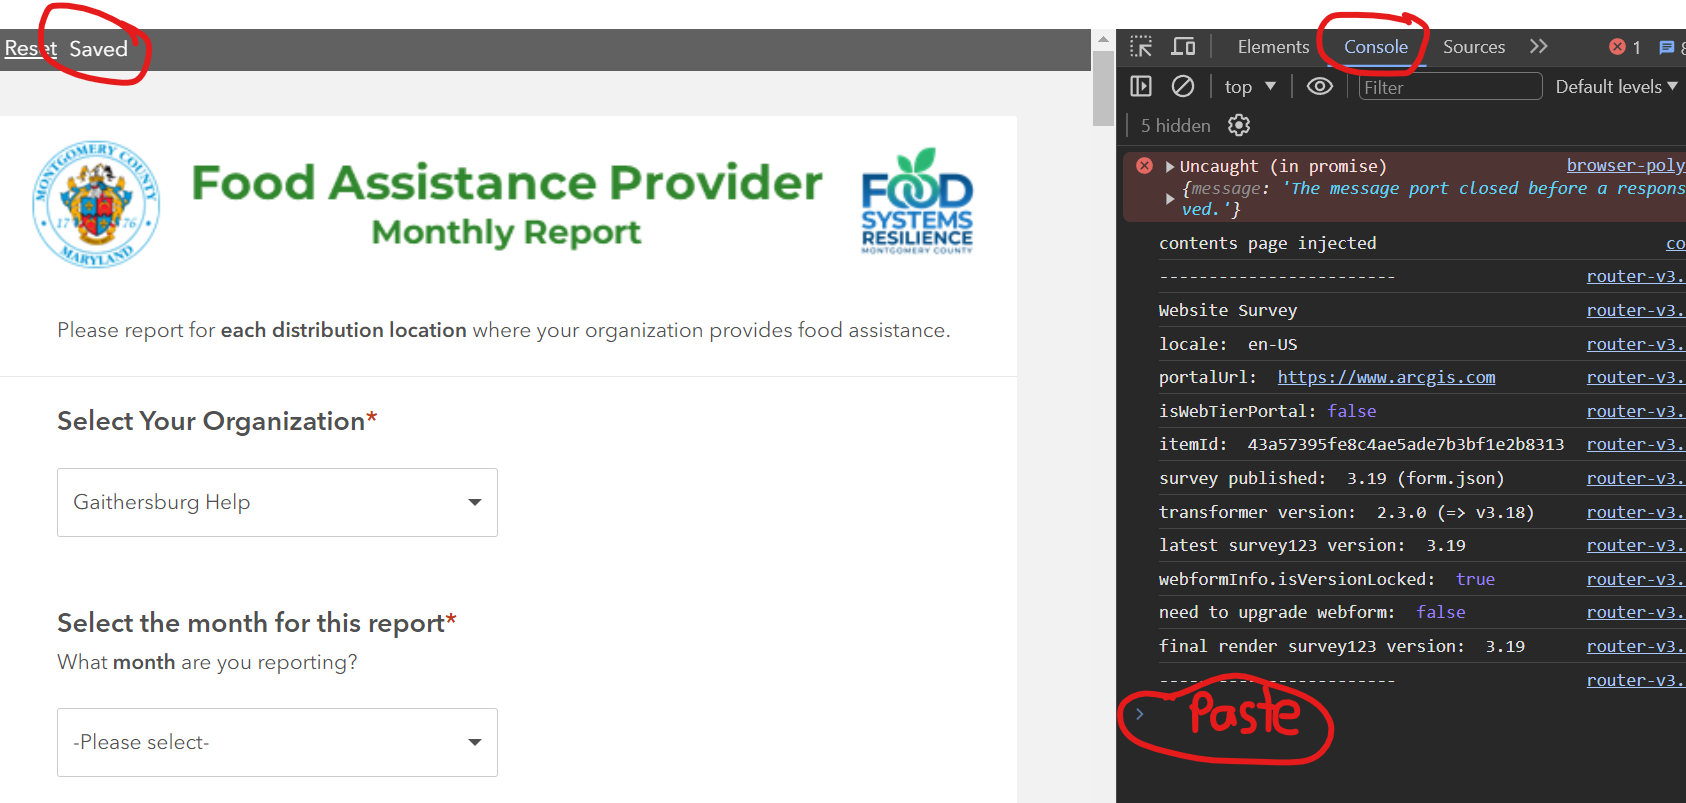 Reset Saved
Elements Console Sources 1
top Filter Default levels
5 hidden
MONTGOMERY COUNTY
17 76
MARYLAND
Food Assistance Provider
Monthly Report
FOOD
SYSTEMS
RESILIENCE
MONTGOMERY COUNTY
Please report for each distribution location where your organization provides food assistance.
Select Your Organization*
Gaithersburg Help
Select the month for this report*
What month are you reporting?
-Please select-
Uncaught (in promise) browser-poly
{message: 'The message port closed before a respons
ved.'}
contents page injected co
------------------------ router-v3.
Website Survey router-v3.
locale: en-US router-v3.
portalUrl: https://www.arcgis.com router-v3.
isWebTierPortal: false router-v3.
itemId: 43a57395fe8c4ae5ade7b3bf1e2b8313 router-v3.
survey published: 3.19 (form.json) router-v3.
transformer version: 2.3.0 (=> v3.18) router-v3.
latest survey123 version: 3.19 router-v3.
webformInfo.isVersionLocked: true router-v3.
need to upgrade webform: false router-v3.
final render survey123 version: 3.19 router-v3.
------------------------ router-v3.
> Paste